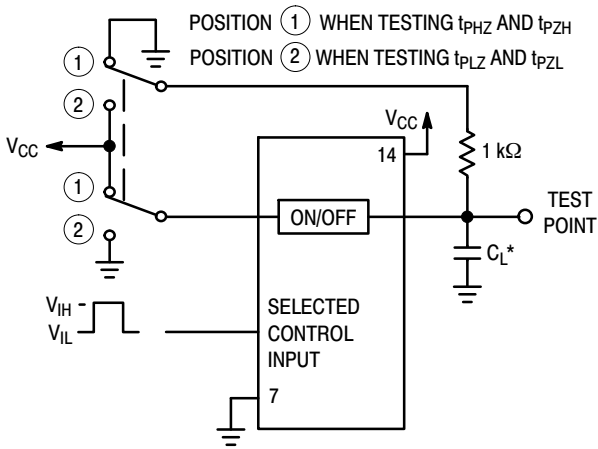 POSITION 1 WHEN TESTING tPHZ AND tPZH
POSITION 2 WHEN TESTING tPLZ AND tPZL
1
2
VCC
1
2
VCC
14
1 kΩ
ON/OFF
TEST
POINT
CL*
VIH
VIL
SELECTED
CONTROL
INPUT
7